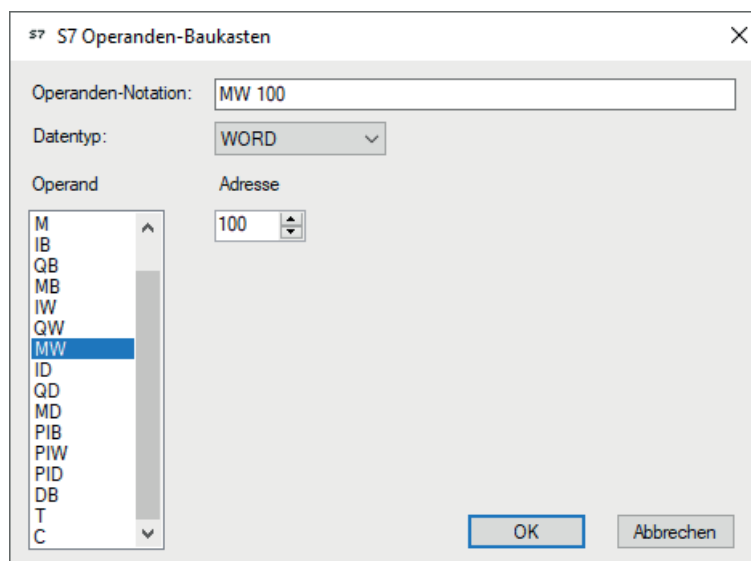 S7 S7 Operanden-Baukasten
Operanden-Notation: MW 100
Datentyp: WORD
Operand Adresse
M 100
IB
QB
MB
IW
QW
MW
ID
QD
MD
PIB
PIW
PID
DB
T
C
OK Abbrechen